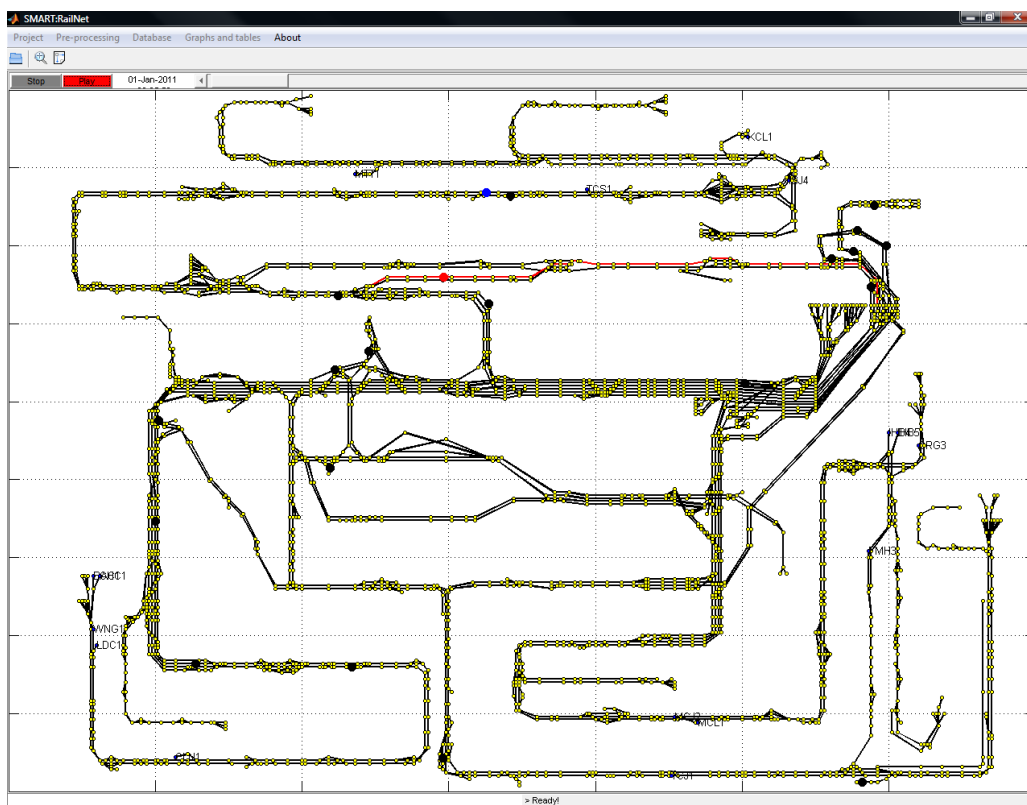 SMART:RailNet
Project Pre-processing Database Graphs and tables About
Stop Play 01-Jan-2011
KCL1
TCS1
RG3
MH3
WNG1
LDC1
MCL1
TCJ1
> Ready!